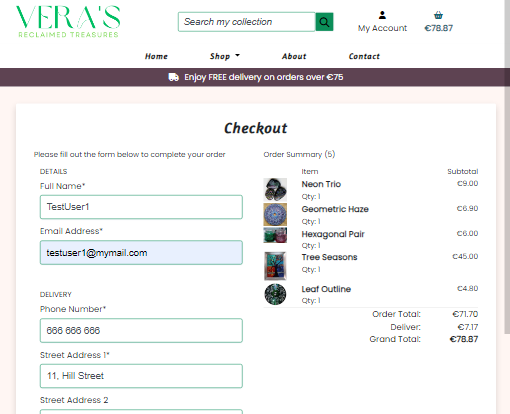 VERA'S
RECLAIMED TREASURES
Search my collection
My Account
€78.87
Home
Shop
About
Contact
Enjoy FREE delivery on orders over €75
Checkout
Please fill out the form below to complete your order
DETAILS
Full Name*
TestUser1
Email Address*
testuser1@mymail.com
DELIVERY
Phone Number*
666 666 666
Street Address 1*
11, Hill Street
Street Address 2
Order Summary (5)
Item Subtotal
Neon Trio €9.00
Qty: 1
Geometric Haze €6.90
Qty: 1
Hexagonal Pair €6.00
Qty: 1
Tree Seasons €45.00
Qty: 1
Leaf Outline €4.80
Qty: 1
Order Total: €71.70
Deliver: €7.17
Grand Total: €78.87